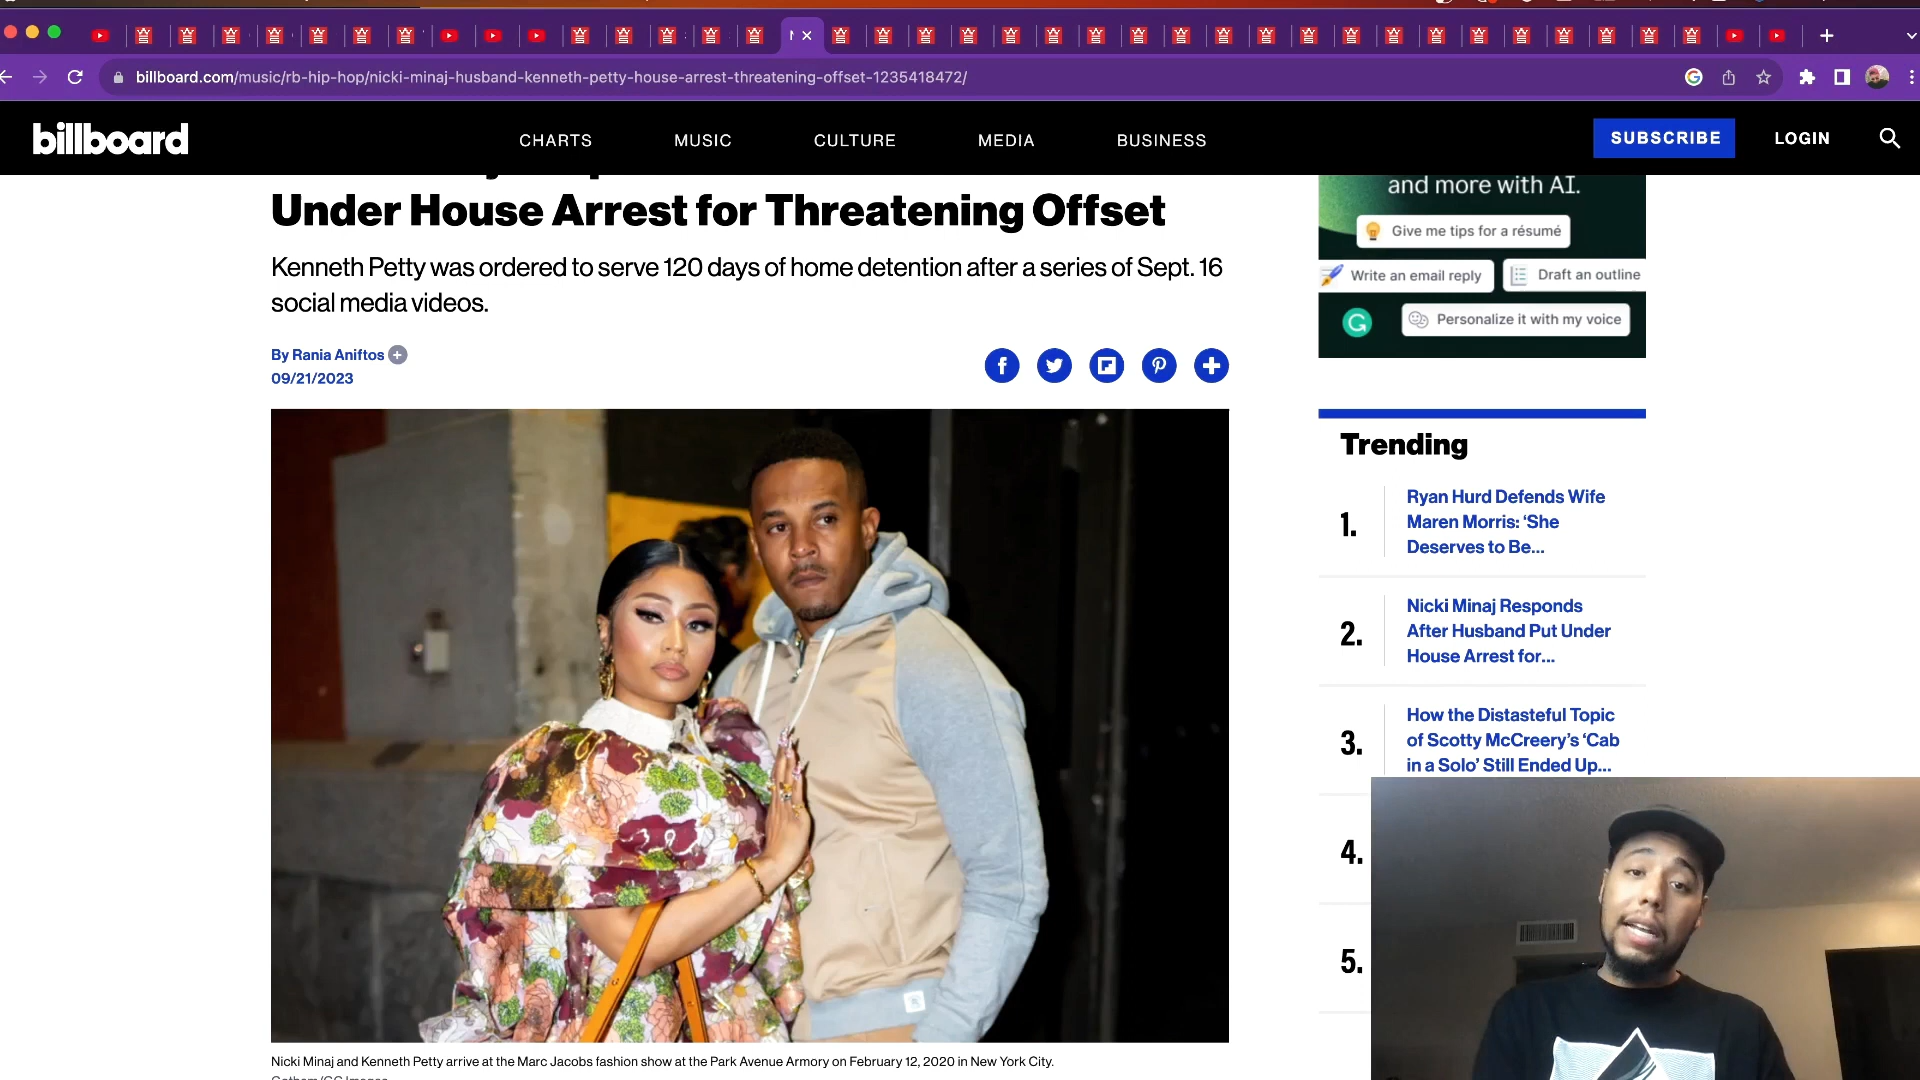 billboard.com/music/rb-hip-hop/nicki-minaj-husband-kenneth-petty-house-arrest-threatening-offset-1235418472/
billboard
CHARTS
MUSIC
CULTURE
MEDIA
BUSINESS
SUBSCRIBE
LOGIN
Under House Arrest for Threatening Offset
Kenneth Petty was ordered to serve 120 days of home detention after a series of Sept. 16
social media videos.
By Rania Aniftos
09/21/2023
Nicki Minaj and Kenneth Petty arrive at the Marc Jacobs fashion show at the Park Avenue Armory on February 12, 2020 in New York City.
and more with AI.
Give me tips for a résumé
Write an email reply
Draft an outline
Personalize it with my voice
Trending
1.
Ryan Hurd Defends Wife
Maren Morris: ‘She
Deserves to Be...
2.
Nicki Minaj Responds
After Husband Put Under
House Arrest for...
3.
How the Distasteful Topic
of Scotty McCreery’s ‘Cab
in a Solo’ Still Ended Up...
4.
5.